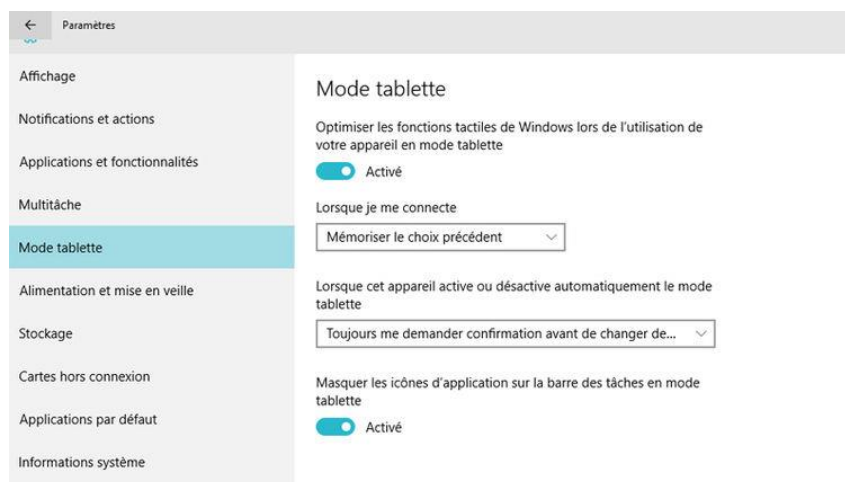 Paramètres
Affichage
Notifications et actions
Applications et fonctionnalités
Multitâche
Mode tablette
Alimentation et mise en veille
Stockage
Cartes hors connexion
Applications par défaut
Informations système
Mode tablette
Optimiser les fonctions tactiles de Windows lors de l'utilisation de
votre appareil en mode tablette
Activé
Lorsque je me connecte
Mémoriser le choix précédent
Lorsque cet appareil active ou désactive automatiquement le mode
tablette
Toujours me demander confirmation avant de changer de...
Masquer les icônes d'application sur la barre des tâches en mode
tablette
Activé